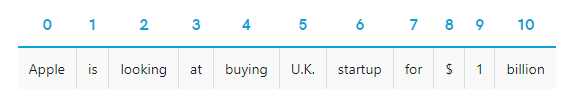 0 1 2 3 4 5 6 7 8 9 10
Apple is looking at buying U.K. startup for $ 1 billion